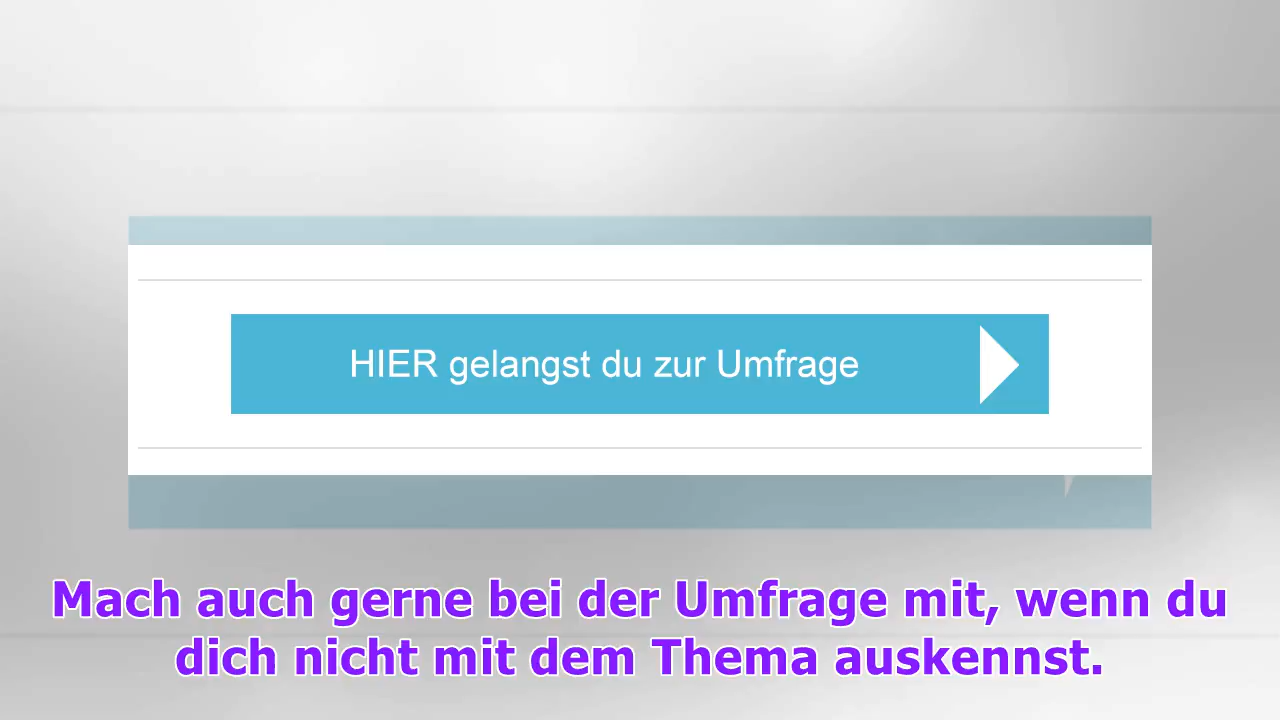 HIER gelangst du zur Umfrage
Mach auch gerne bei der Umfrage mit, wenn du
dich nicht mit dem Thema auskennst.